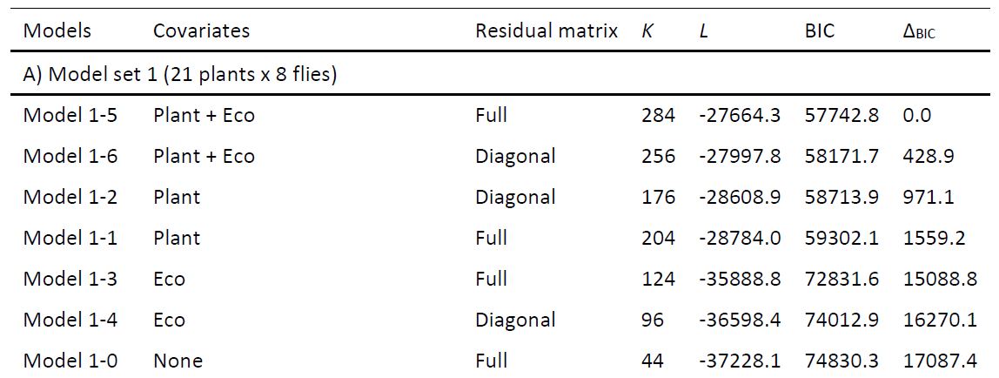 Models Covariates Residual matrix K L BIC ΔBIC
A) Model set 1 (21 plants x 8 flies)
Model 1-5 Plant + Eco Full 284 -27664.3 57742.8 0.0
Model 1-6 Plant + Eco Diagonal 256 -27997.8 58171.7 428.9
Model 1-2 Plant Diagonal 176 -28608.9 58713.9 971.1
Model 1-1 Plant Full 204 -28784.0 59302.1 1559.2
Model 1-3 Eco Full 124 -35888.8 72831.6 15088.8
Model 1-4 Eco Diagonal 96 -36598.4 74012.9 16270.1
Model 1-0 None Full 44 -37228.1 74830.3 17087.4